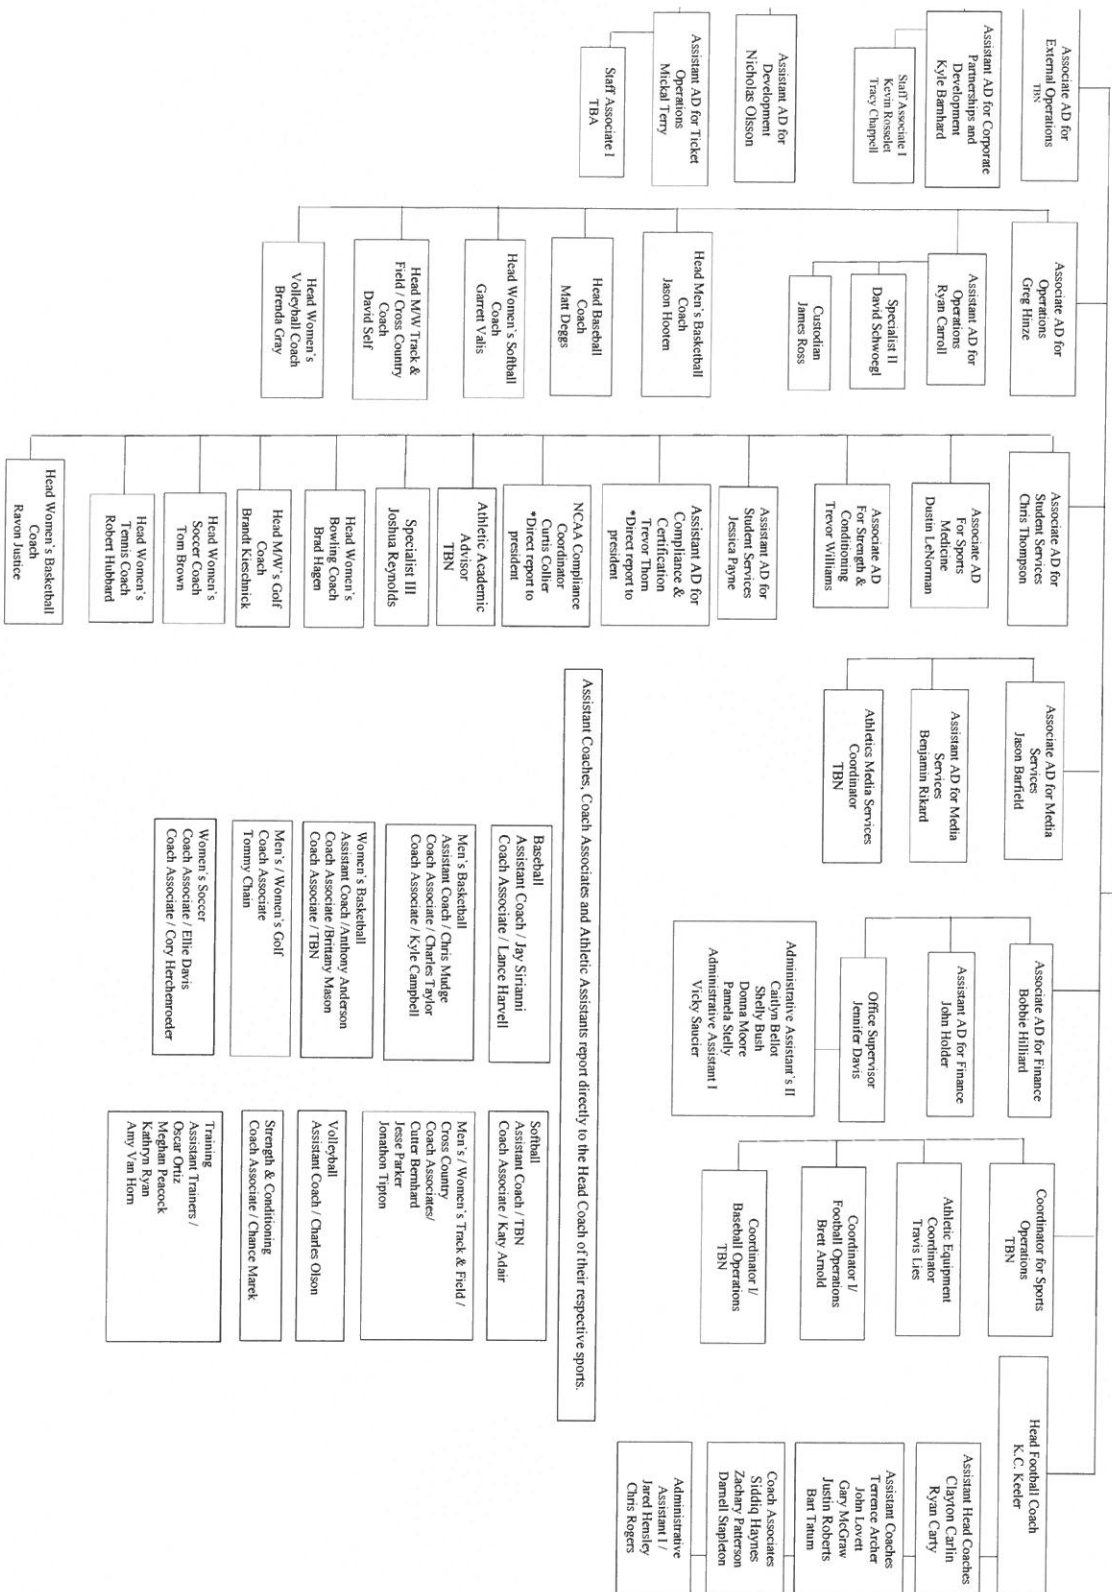 Associate AD for
External Operations
TBN
Assistant AD for Corporate
Partnerships and
Development
Kyle Barnhard
Staff Associate I
Kevin Rosselet
Tracy Chappell
Assistant AD for
Development
Nicholas Olsson
Assistant AD for Ticket
Operations
Mickal Terry
Staff Associate I
TBA
Associate AD for
Operations
Greg Hinze
Assistant AD for
Operations
Ryan Carroll
Specialist II
David Schwoegl
Custodian
James Ross
Head Men's Basketball
Coach
Jason Hooten
Head Baseball
Coach
Matt Deggs
Head Women's Softball
Coach
Garrett Valis
Head M/W Track &
Field / Cross Country
Coach
David Self
Head Women's
Volleyball Coach
Brenda Gray
Associate AD for
Student Services
Chris Thompson
Associate AD
For Sports
Medicine
Dustin LeNorman
Associate AD
For Strength &
Conditioning
Trevor Williams
Assistant AD for
Student Services
Jessica Payne
Assistant AD for
Compliance &
Certification
Trevor Thorn
*Direct report to
president
NCAA Compliance
Coordinator
Curtis Collier
*Direct report to
president
Athletic Academic
Advisor
TBN
Specialist III
Joshua Reynolds
Head Women's
Bowling Coach
Brad Hagen
Head M/W's Golf
Coach
Brandt Kieschnick
Head Women's
Soccer Coach
Tom Brown
Head Women's
Tennis Coach
Robert Hubbard
Head Women's Basketball
Coach
Ravon Justice
Associate AD for Media
Services
Jason Barfield
Assistant AD for Media
Services
Benjamin Rikard
Athletics Media Services
Coordinator
TBN
Associate AD for Finance
Bobbie Hilliard
Assistant AD for Finance
John Holder
Office Supervisor
Jennifer Davis
Administrative Assistant's II
Caitlyn Bellot
Shelly Bush
Donna Moore
Pamela Stelly
Administrative Assistant I
Vicky Saucier
Coordinator for Sports
Operations
TBN
Athletic Equipment
Coordinator
Travis Lies
Coordinator I/
Football Operations
Brett Arnold
Coordinator I/
Baseball Operations
TBN
Head Football Coach
K.C. Keeler
Assistant Head Coaches
Clayton Carlin
Ryan Carty
Assistant Coaches
Terrence Archer
John Lovett
Gary McGraw
Justin Roberts
Bart Tatum
Coach Associates
Siddiq Haynes
Zachary Patterson
Darnell Stapleton
Administrative
Assistant I /
Jared Hensley
Chris Rogers
Assistant Coaches, Coach Associates and Athletic Assistants report directly to the Head Coach of their respective sports.
Baseball
Assistant Coach / Jay Sirianni
Coach Associate / Lance Harvell
Men's Basketball
Assistant Coach / Chris Mudge
Coach Associate / Charles Taylor
Coach Associate / Kyle Campbell
Women's Basketball
Assistant Coach /Anthony Anderson
Coach Associate /Brittany Mason
Coach Associate / TBN
Men's / Women's Golf
Coach Associate
Tommy Chain
Women's Soccer
Coach Associate / Ellie Davis
Coach Associate / Cory Herchenroeder
Softball
Assistant Coach / TBN
Coach Associate / Katy Adair
Men's / Women's Track & Field /
Cross Country
Coach Associates/
Cutter Bernhard
Jesse Parker
Jonathon Tipton
Volleyball
Assistant Coach / Charles Olson
Strength & Conditioning
Coach Associate / Chance Marek
Training
Assistant Trainers /
Oscar Ortiz
Meghan Peacock
Kathryn Ryan
Amy Van Horn